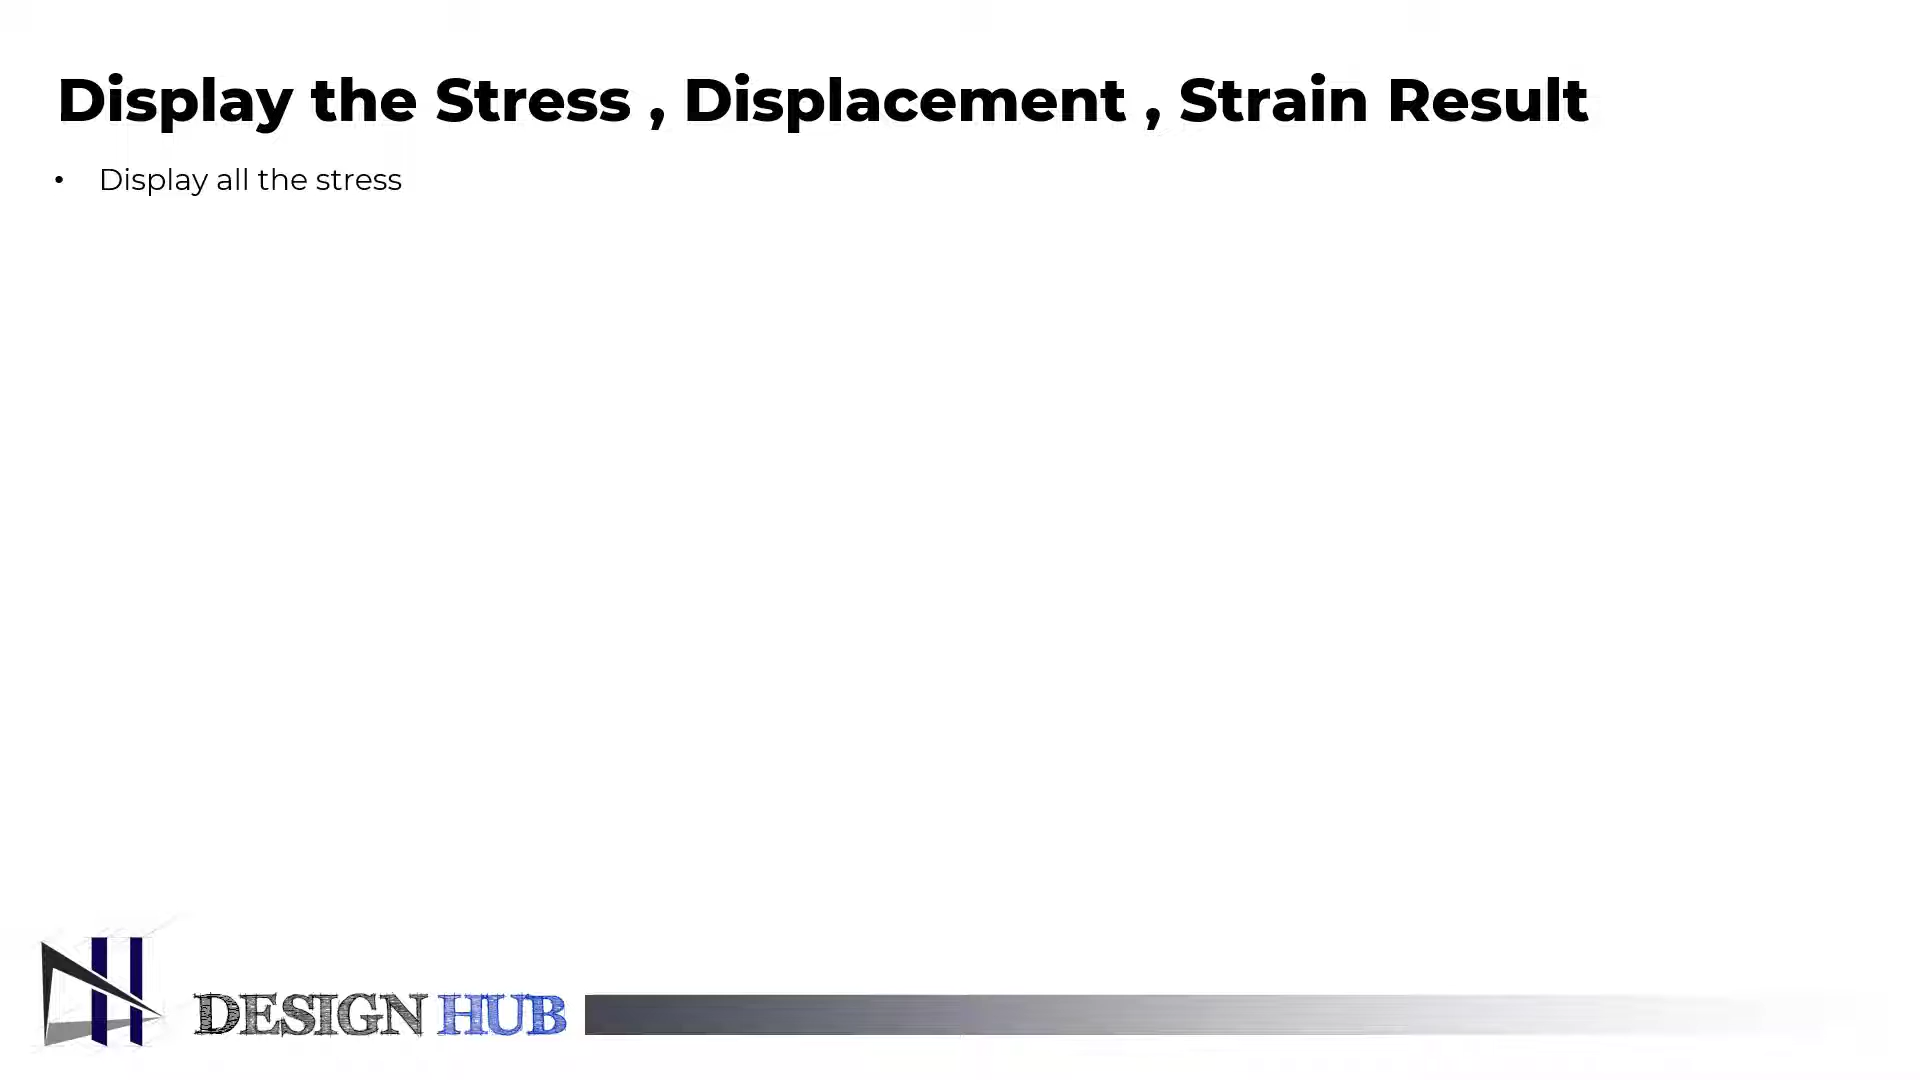 Display the Stress , Displacement , Strain Result
• Display all the stress
DESIGN HUB